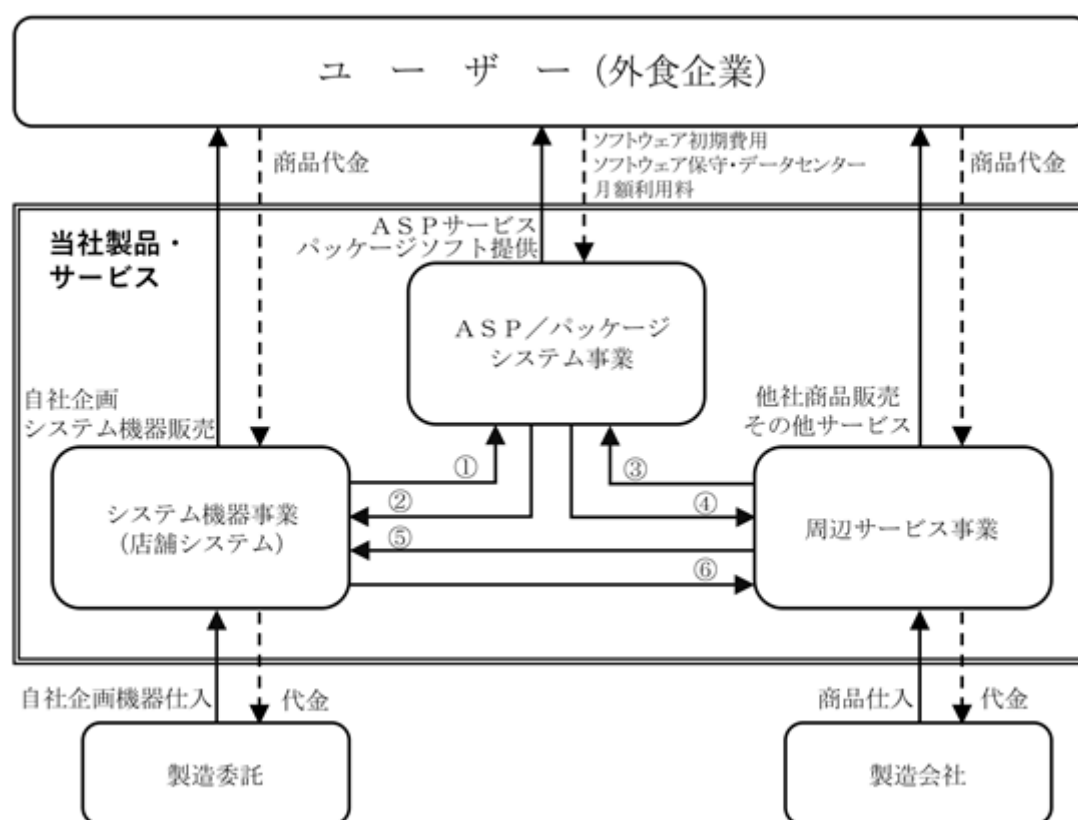 ユーザー(外食企業)
商品代金
ソフトウェア初期費用
ソフトウェア保守・データセンター
月額利用料
商品代金
当社製品・
サービス
ASPサービス
パッケージソフト提供
ASP/パッケージ
システム事業
自社企画
システム機器販売
他社商品販売
その他サービス
①
②
③
④
⑤
⑥
システム機器事業
(店舗システム)
周辺サービス事業
自社企画機器仕入
代金
商品仕入
代金
製造委託
製造会社